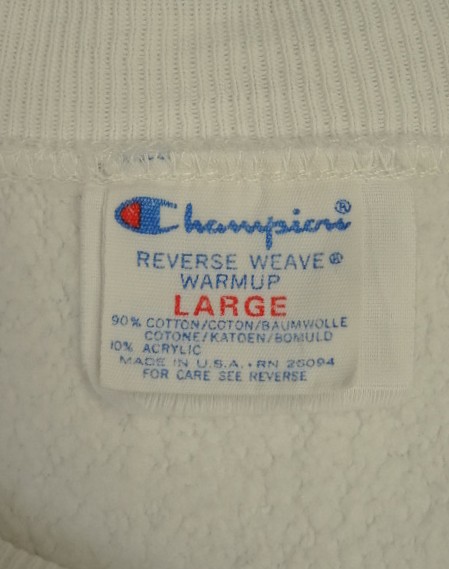 Champion®
REVERSE WEAVE®
WARMUP
LARGE
90% COTTON/COTON/BAUMWOLLE
COTONE/KATOEN/BOMULD
10% ACRYLIC
MADE IN U.S.A. • RN 26094
FOR CARE SEE REVERSE